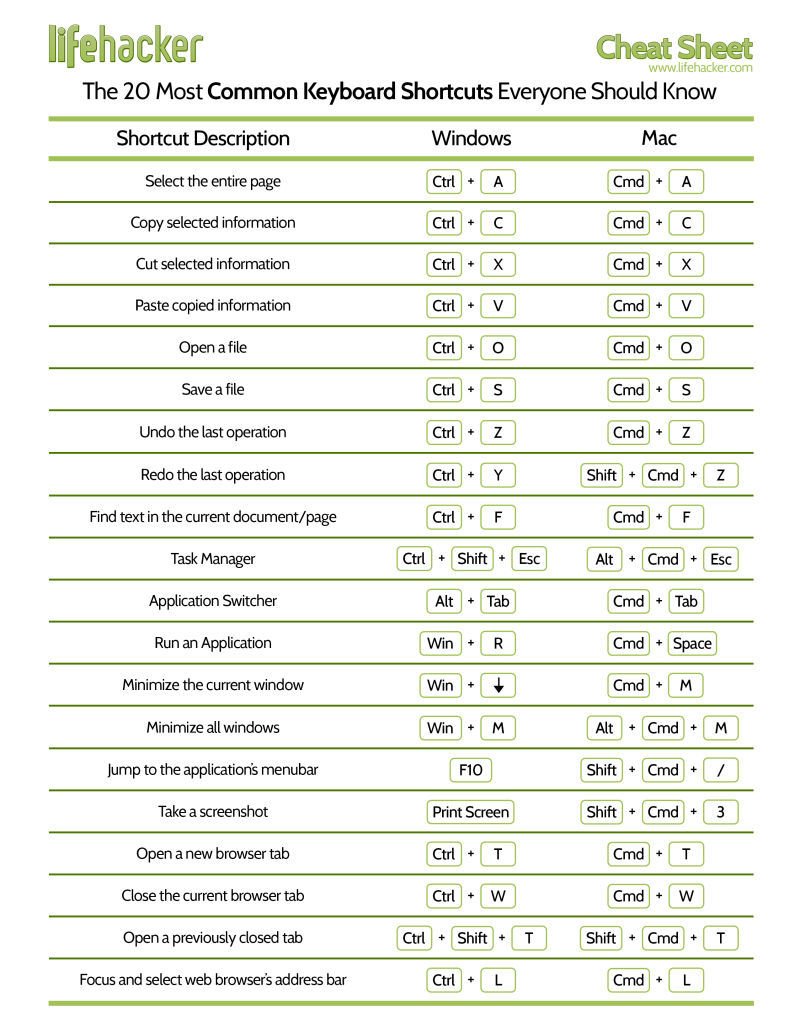 lifehacker
Cheat Sheet
www.lifehacker.com
The 20 Most Common Keyboard Shortcuts Everyone Should Know
Shortcut Description Windows Mac
Select the entire page Ctrl + A Cmd + A
Copy selected information Ctrl + C Cmd + C
Cut selected information Ctrl + X Cmd + X
Paste copied information Ctrl + V Cmd + V
Open a file Ctrl + O Cmd + O
Save a file Ctrl + S Cmd + S
Undo the last operation Ctrl + Z Cmd + Z
Redo the last operation Ctrl + Y Shift + Cmd + Z
Find text in the current document/page Ctrl + F Cmd + F
Task Manager Ctrl + Shift + Esc Alt + Cmd + Esc
Application Switcher Alt + Tab Cmd + Tab
Run an Application Win + R Cmd + Space
Minimize the current window Win + ↓ Cmd + M
Minimize all windows Win + M Alt + Cmd + M
Jump to the application's menubar F10 Shift + Cmd + /
Take a screenshot Print Screen Shift + Cmd + 3
Open a new browser tab Ctrl + T Cmd + T
Close the current browser tab Ctrl + W Cmd + W
Open a previously closed tab Ctrl + Shift + T Shift + Cmd + T
Focus and select web browser's address bar Ctrl + L Cmd + L